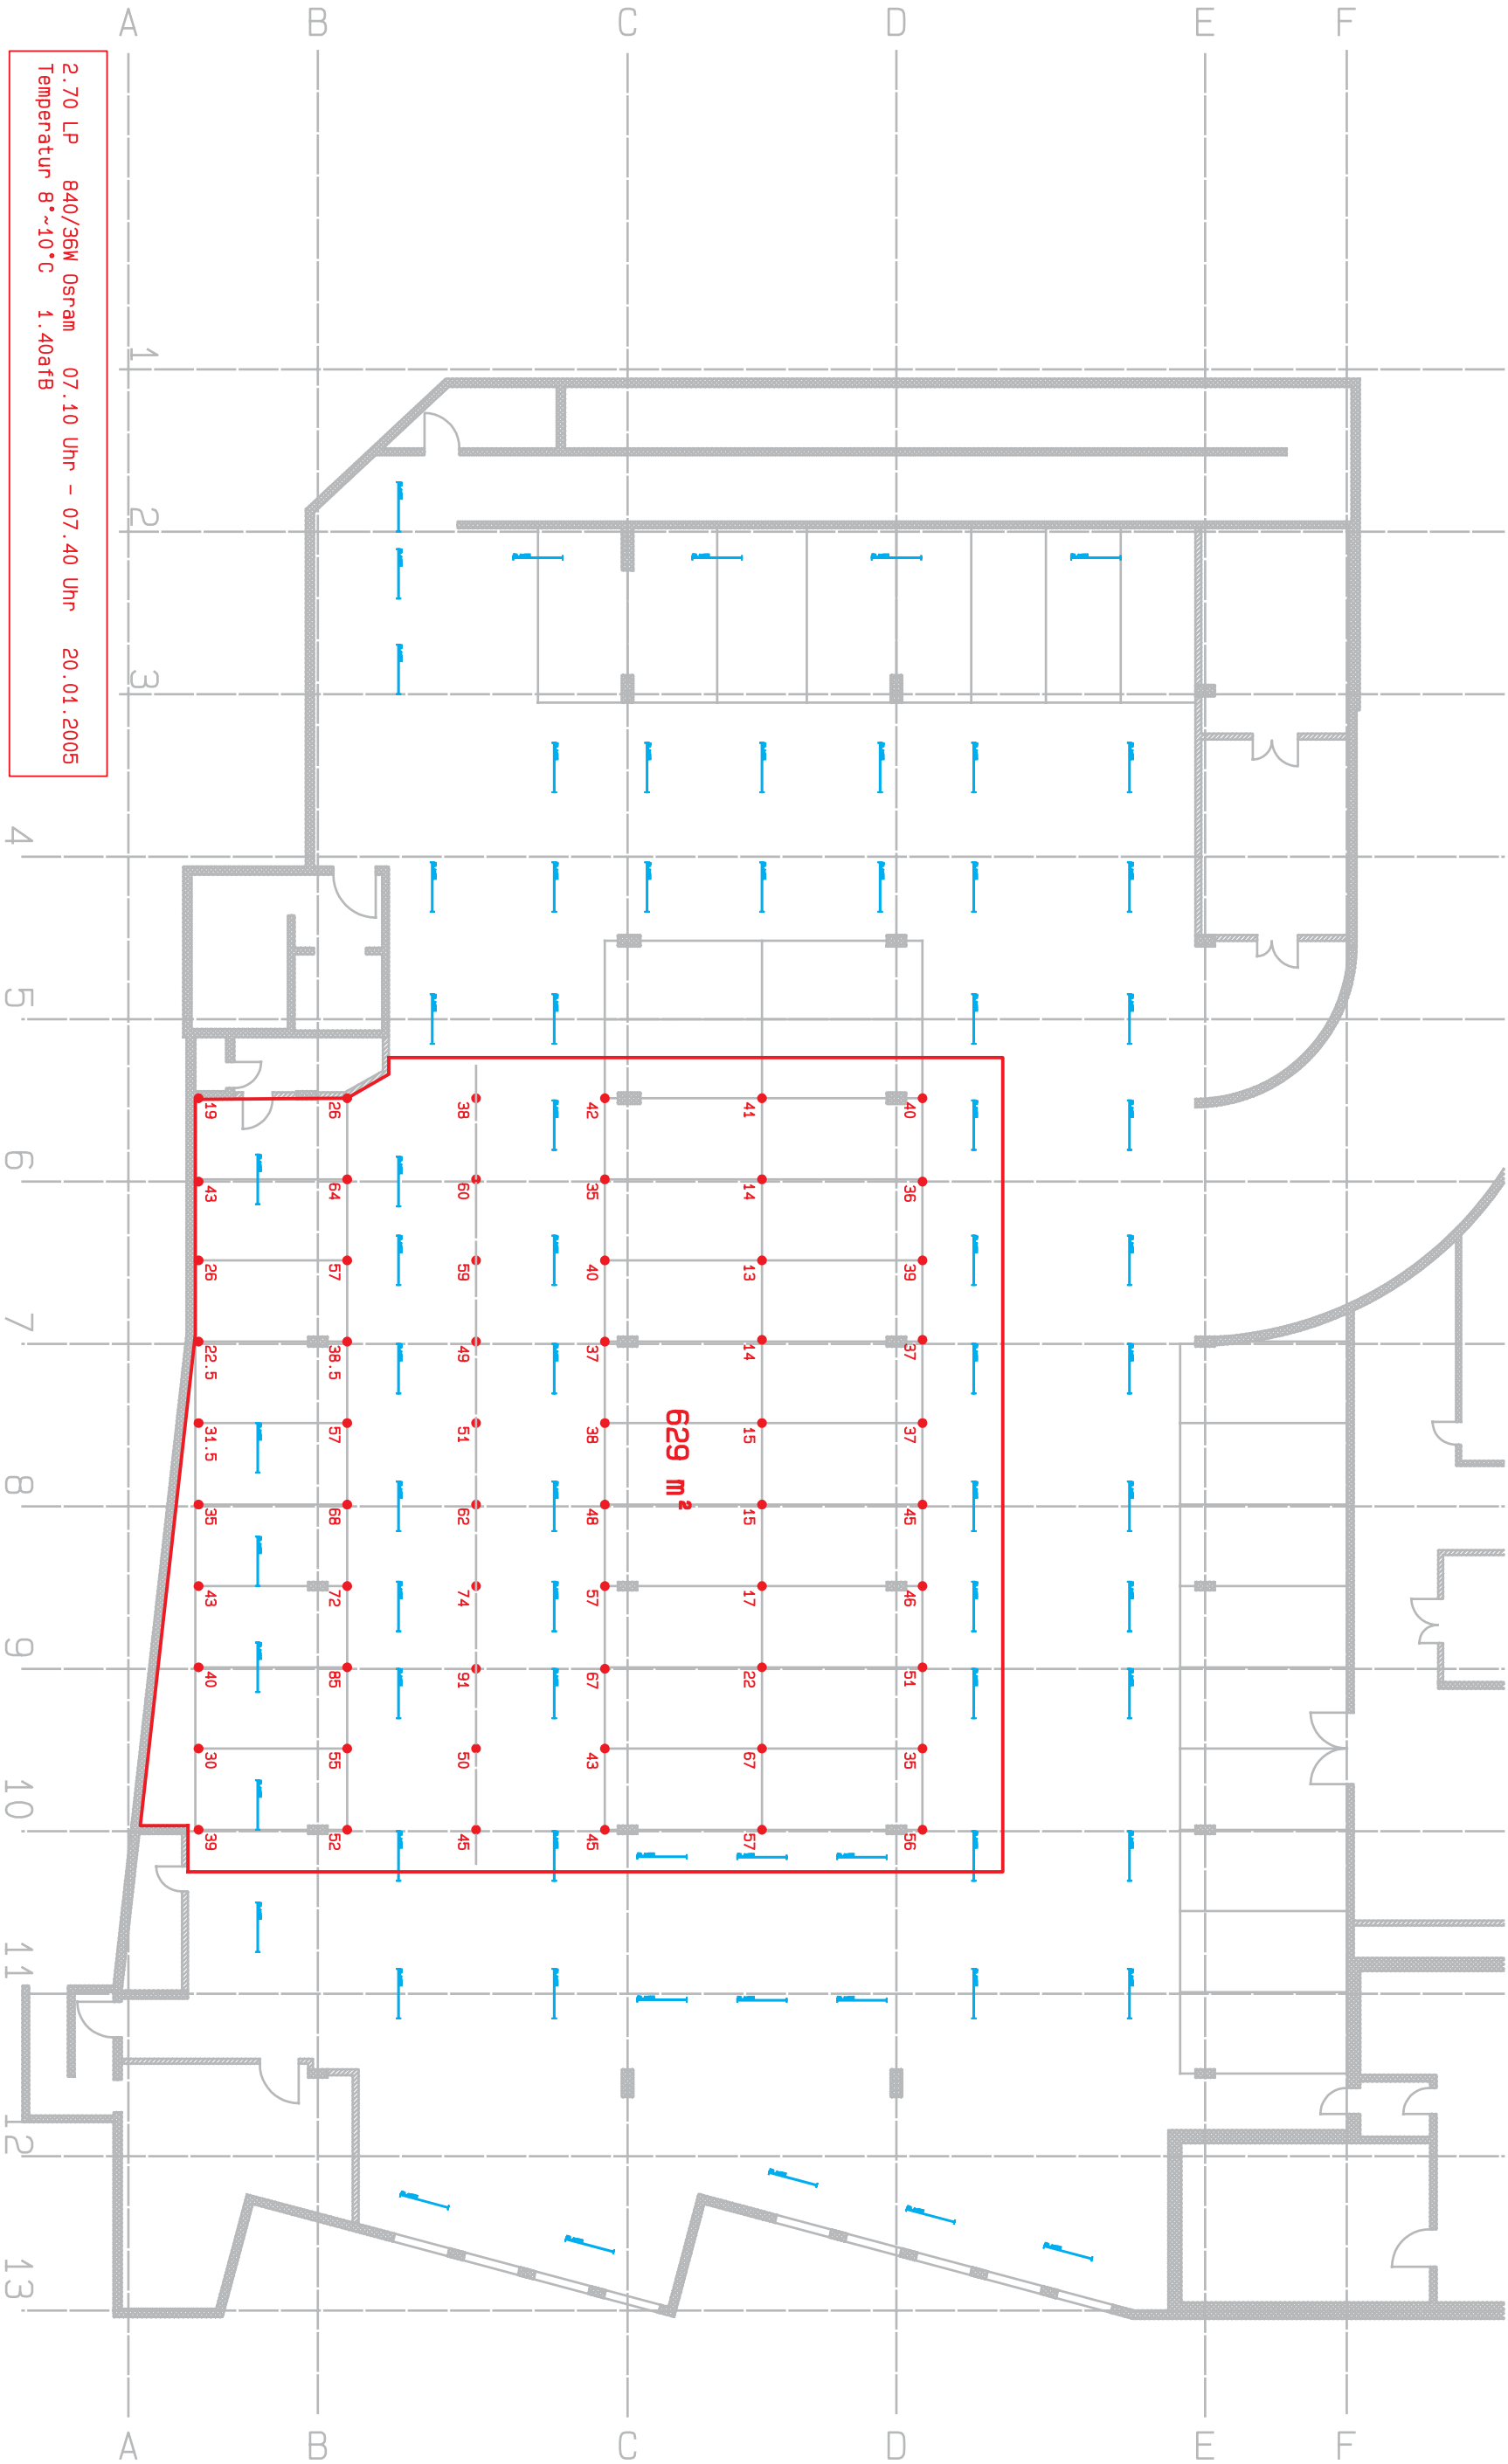 A B C D E F
2.70 LP 840/36W Osram 07.10 Uhr - 07.40 Uhr 20.01.2005
Temperatur 8°~10°C 1.40afB
1
2
3
4
5
6
7
8
9
10
11
12
13
19 26 38 42 41 40
43 64 60 35 14 36
26 57 59 40 13 39
22.5 38.5 49 37 14 37
31.5 57 51 38 15 37
629 m²
35 68 62 48 15 45
43 72 74 57 17 46
40 85 91 67 22 51
30 55 50 43 67 35
39 52 45 45 57 56
A B C D E F